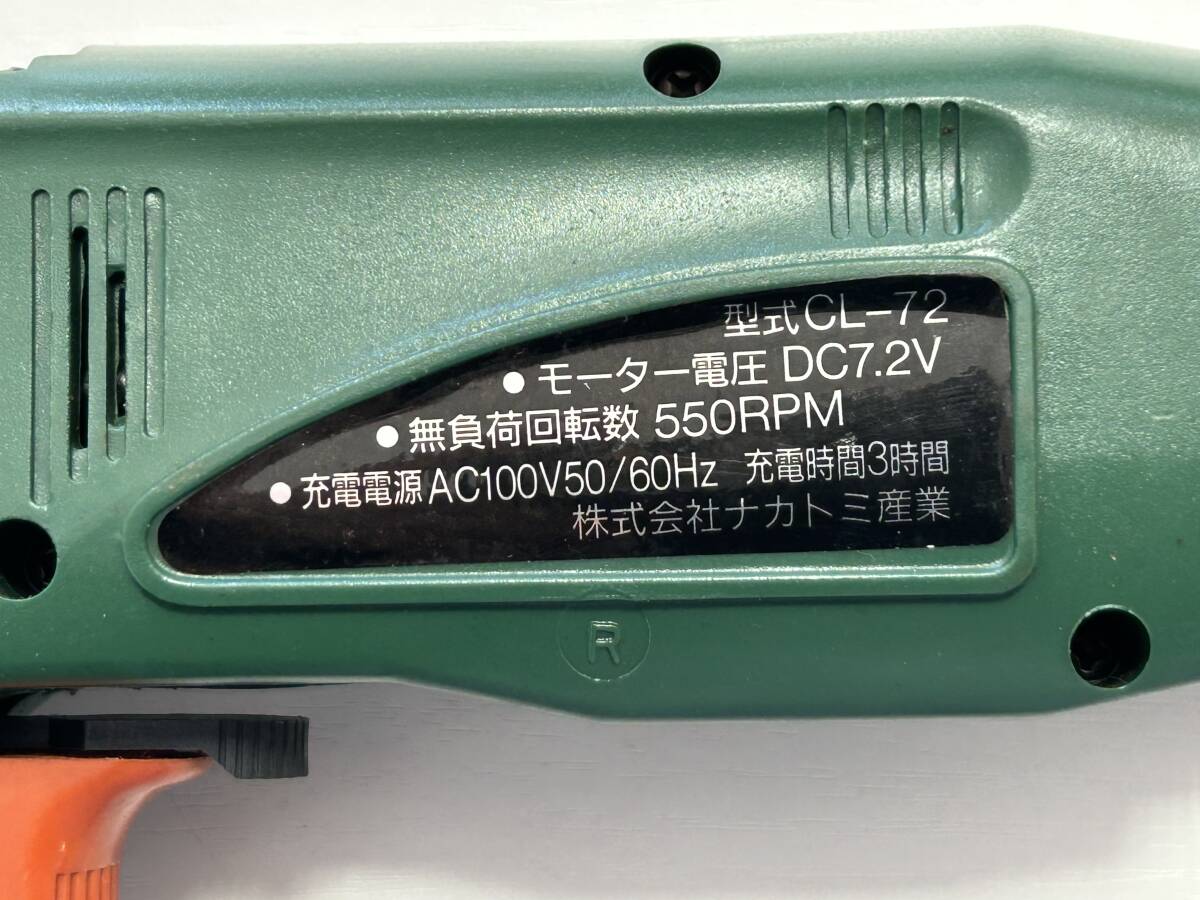 型式CL-72
● モーター電圧 DC7.2V
● 無負荷回転数 550RPM
● 充電電源AC100V50/60Hz 充電時間3時間
株式会社ナカトミ産業
R